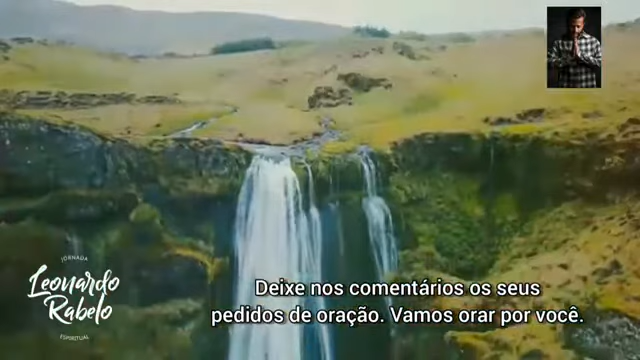 JORNADA
Leonardo
Rabelo
ESPIRITUAL
Deixe nos comentários os seus
pedidos de oração. Vamos orar por você.